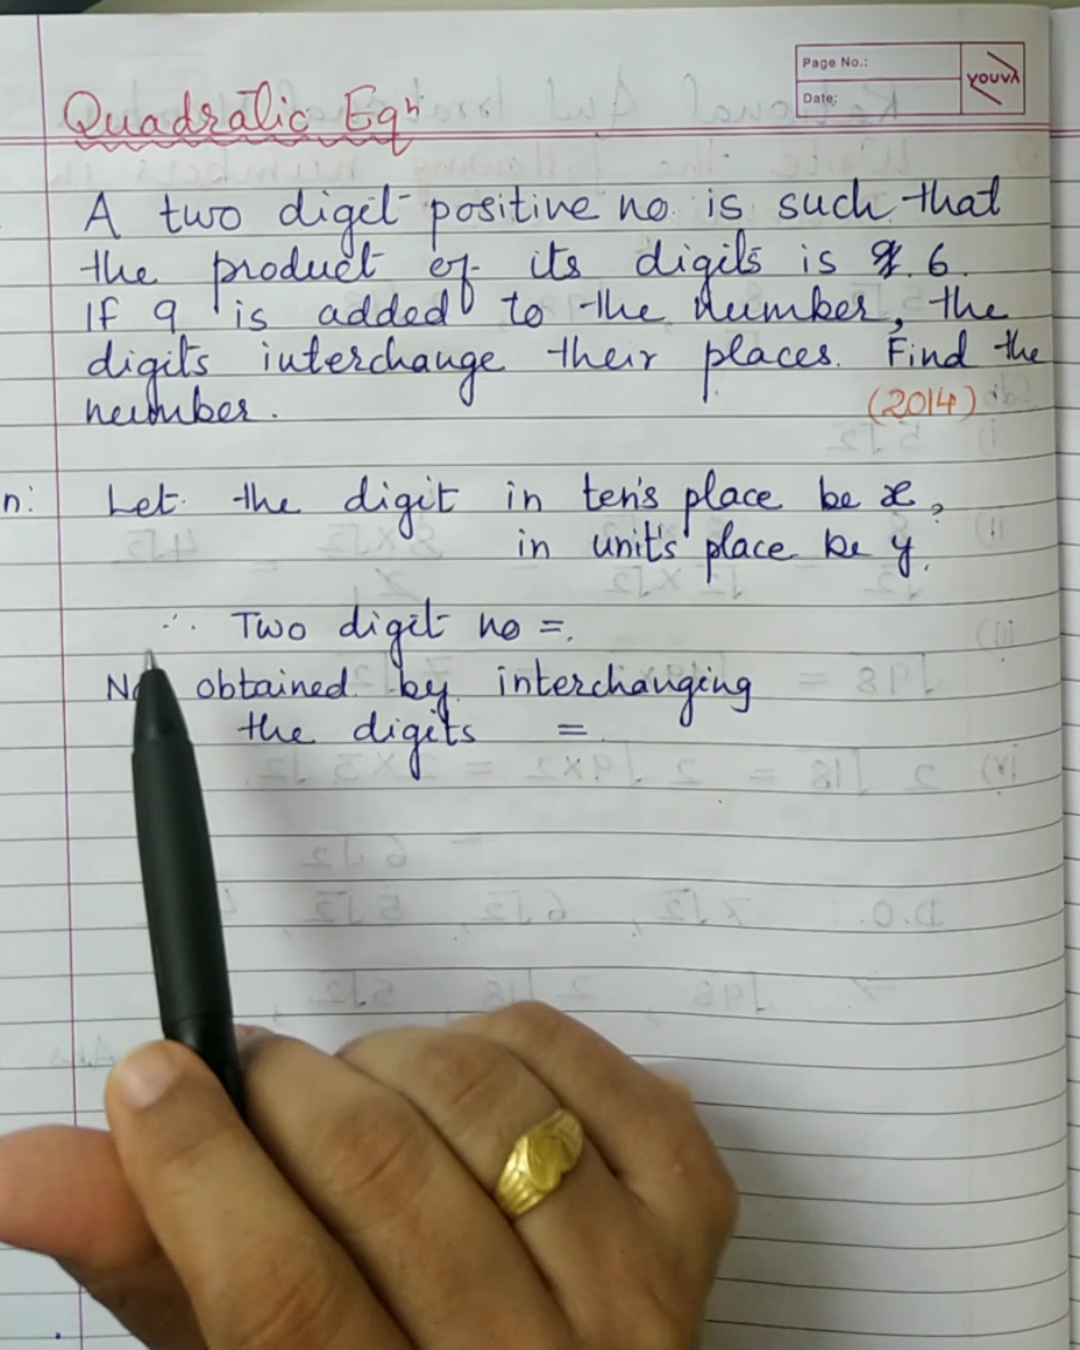 Page No.:
Date:
YOUVA
Quadratic Eqn
A two digit positive no. is such that
the product of its digits is 6.
If 9 is added to the number, the
digits interchange their places. Find the
number.
(2014)
n: Let the digit in ten's place be x,
in unit's place be y.
∴ Two digit no =
No obtained by interchanging
the digits =